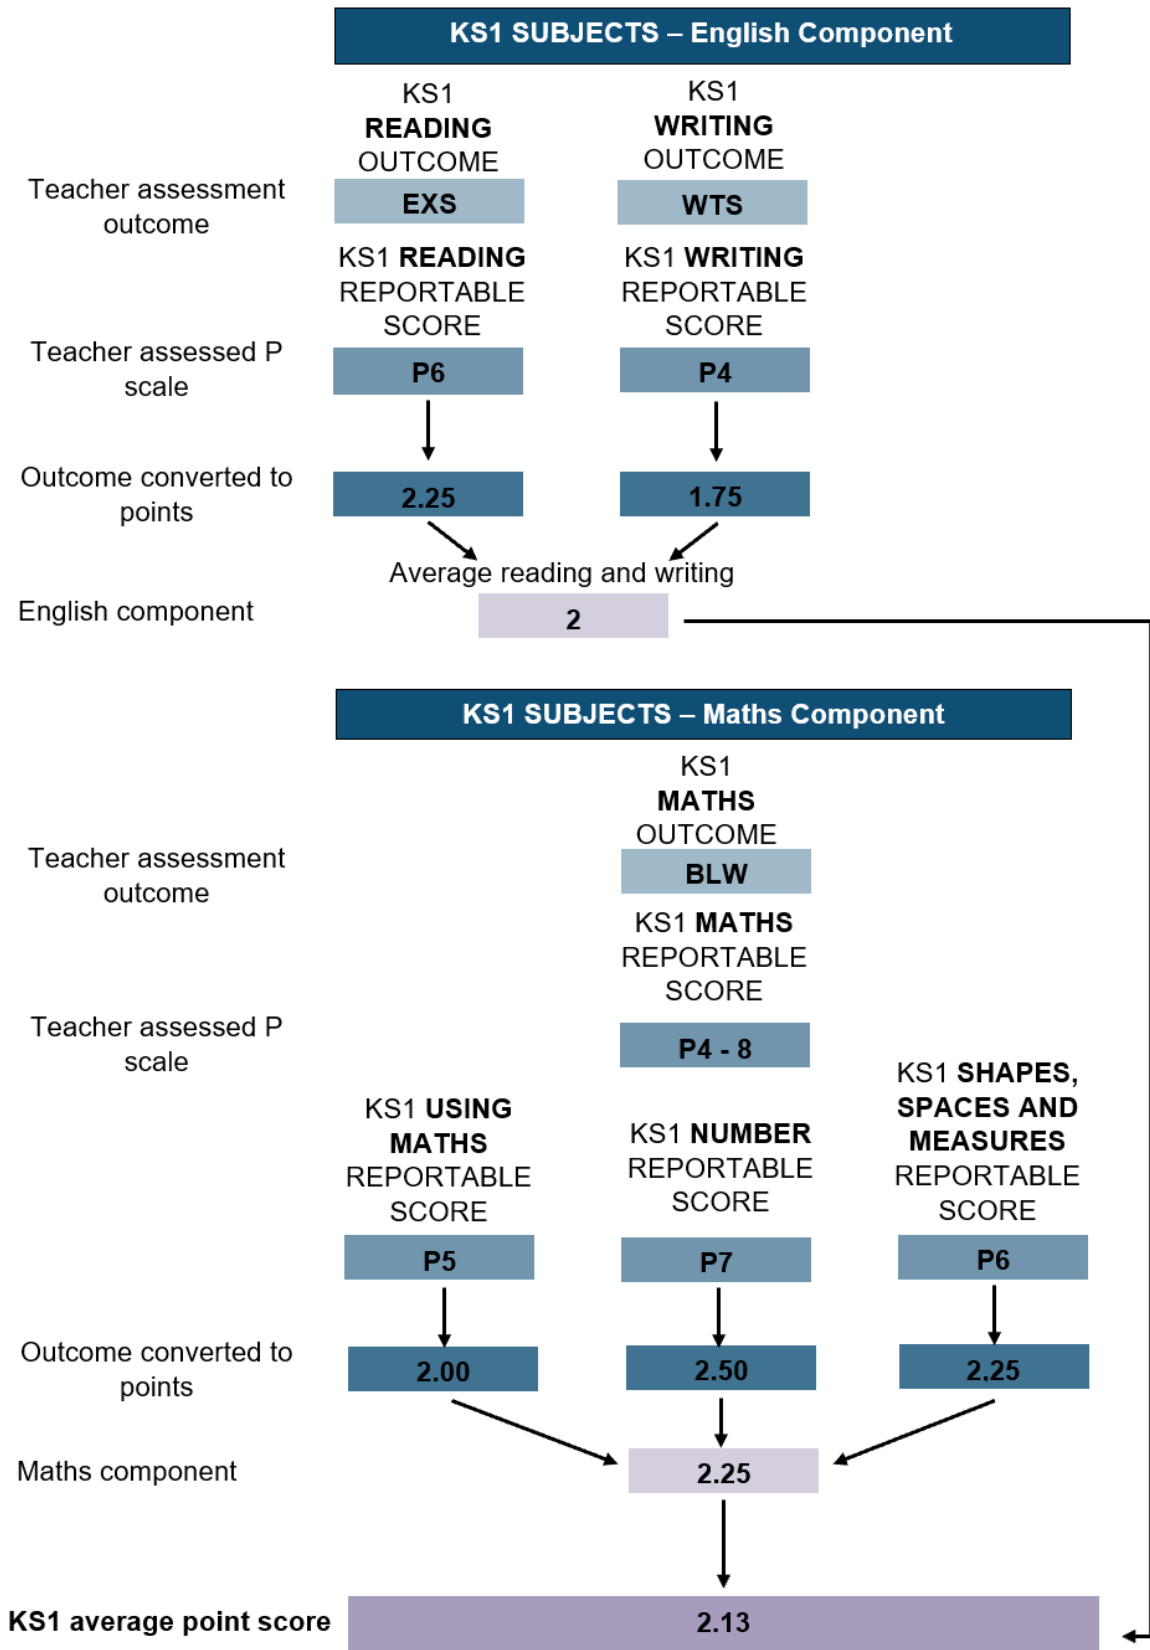 KS1 SUBJECTS – English Component
KS1
READING
OUTCOME
KS1
WRITING
OUTCOME
Teacher assessment
outcome
EXS
WTS
KS1 READING
REPORTABLE
SCORE
KS1 WRITING
REPORTABLE
SCORE
Teacher assessed P
scale
P6
P4
Outcome converted to
points
2.25
1.75
Average reading and writing
English component
2
KS1 SUBJECTS – Maths Component
KS1
MATHS
OUTCOME
Teacher assessment
outcome
BLW
KS1 MATHS
REPORTABLE
SCORE
Teacher assessed P
scale
P4 - 8
KS1 USING
MATHS
REPORTABLE
SCORE
KS1 NUMBER
REPORTABLE
SCORE
KS1 SHAPES,
SPACES AND
MEASURES
REPORTABLE
SCORE
P5
P7
P6
Outcome converted to
points
2.00
2.50
2.25
Maths component
2.25
KS1 average point score
2.13